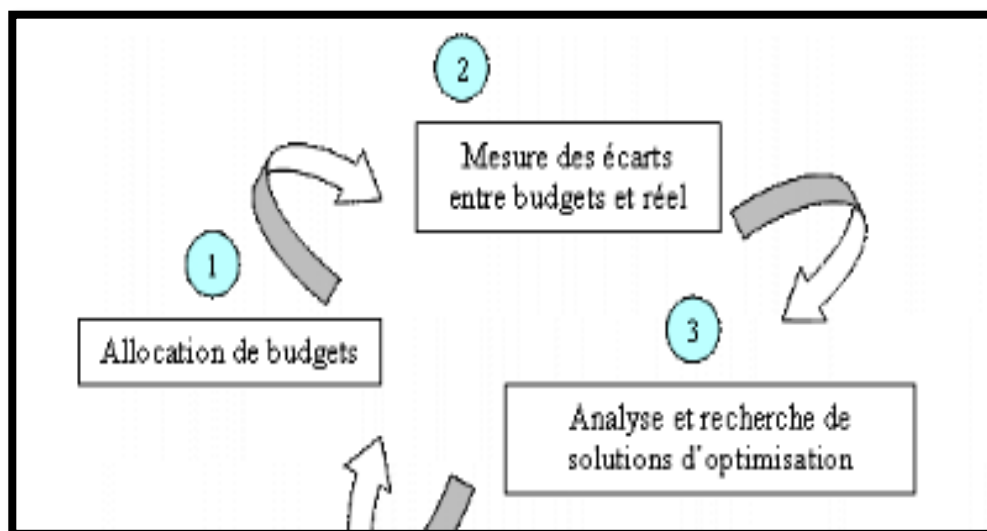 2
Mesure des écarts
entre budgets et réel
1
Allocation de budgets
3
Analyse et recherche de
solutions d'optimisation